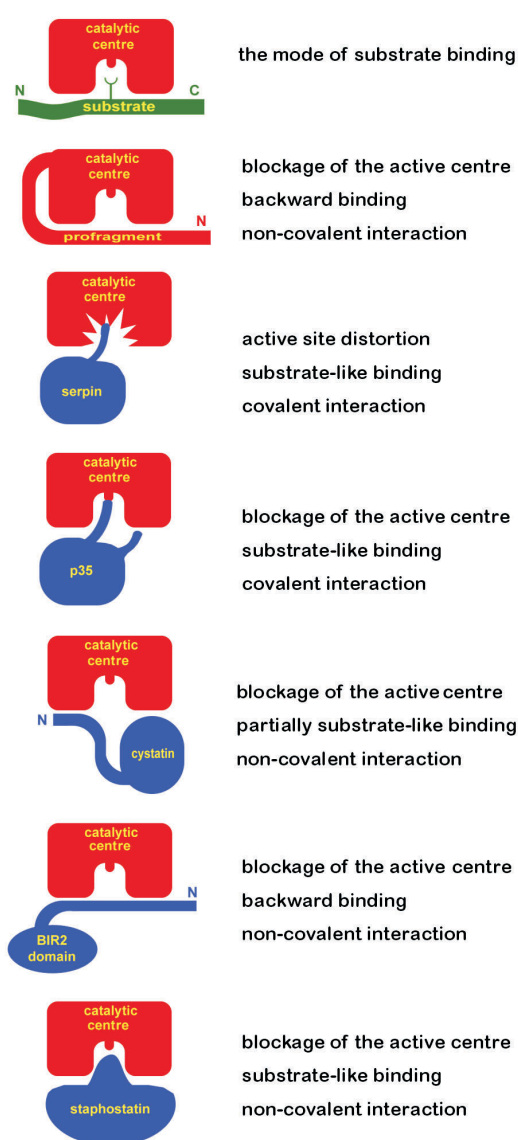 catalytic
centre
the mode of substrate binding
N
C
substrate
catalytic
centre
blockage of the active centre
backward binding
N
profragment
non-covalent interaction
catalytic
centre
active site distortion
substrate-like binding
serpin
covalent interaction
catalytic
centre
blockage of the active centre
substrate-like binding
p35
covalent interaction
catalytic
centre
blockage of the active centre
N
partially substrate-like binding
cystatin
non-covalent interaction
catalytic
centre
blockage of the active centre
N
backward binding
BIR2
domain
non-covalent interaction
catalytic
centre
blockage of the active centre
substrate-like binding
staphostatin
non-covalent interaction